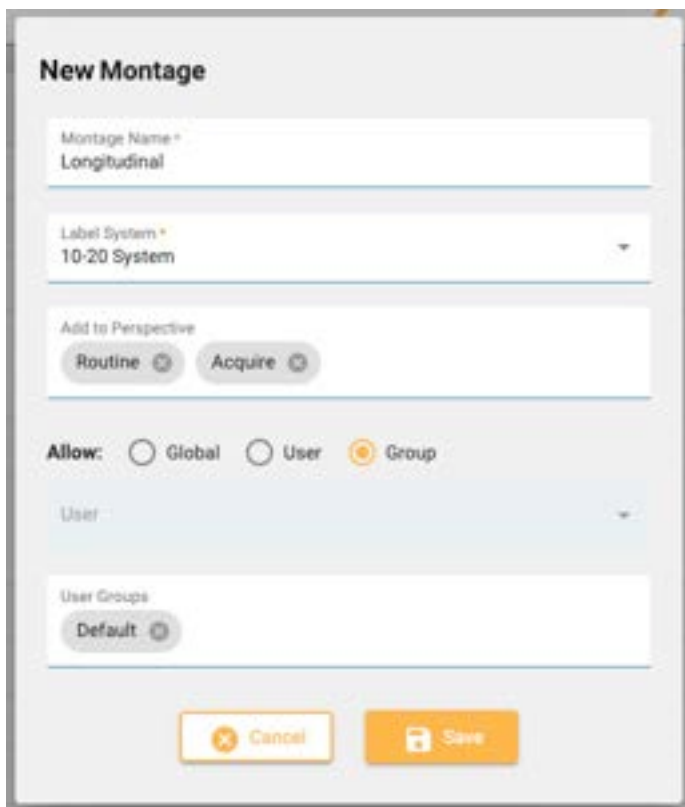 New Montage
Montage Name *
Longitudinal
Label System *
10-20 System
Add to Perspective
Routine Acquire
Allow: Global User Group
User
User Groups
Default
Cancel Save